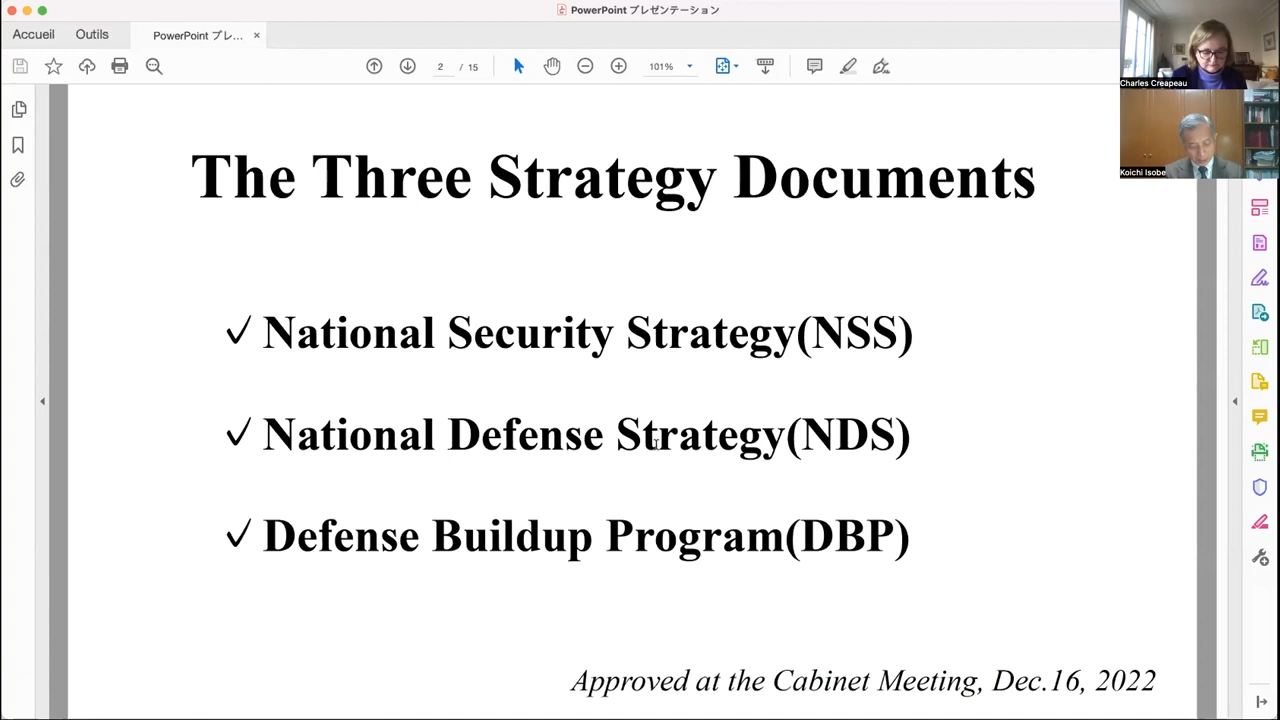 PowerPoint プレゼンテーション
Accueil
Outils
PowerPoint プレ...
2 / 15
101%
Charles Creapeau
Koichi Isobe
The Three Strategy Documents
✓ National Security Strategy(NSS)
✓ National Defense Strategy(NDS)
✓ Defense Buildup Program(DBP)
Approved at the Cabinet Meeting, Dec.16, 2022